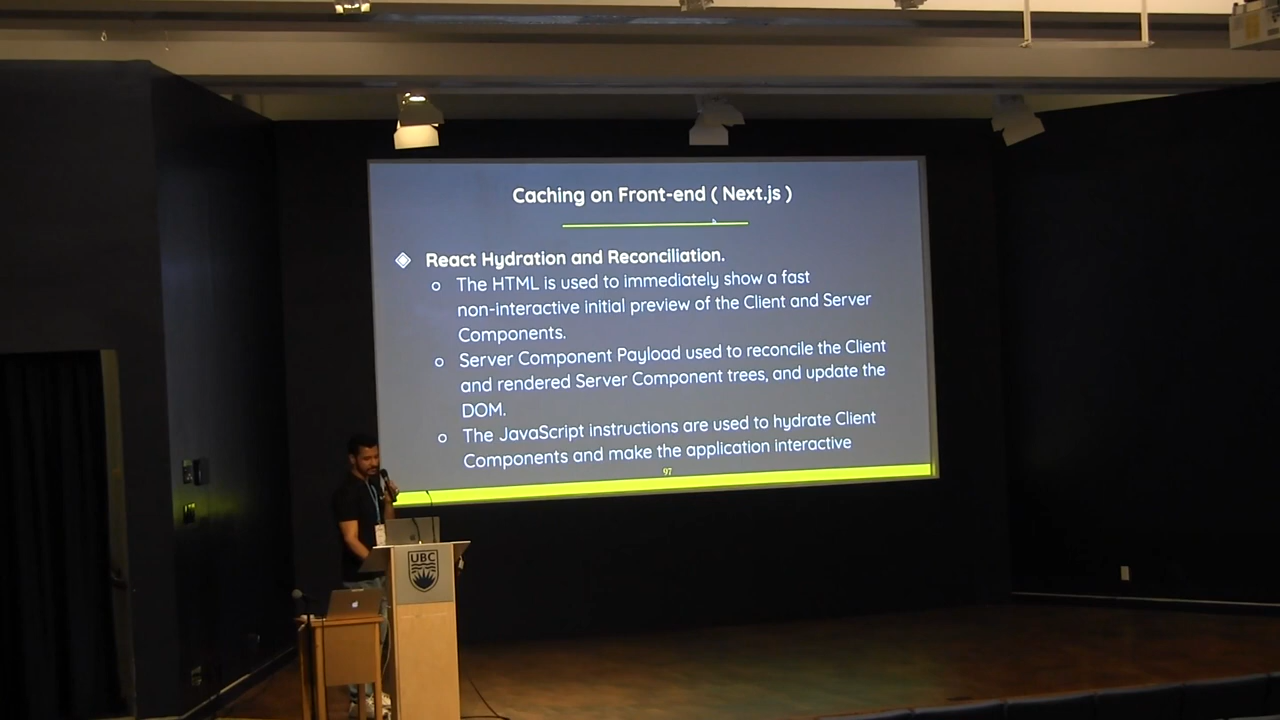 Caching on Front-end ( Next.js )
React Hydration and Reconciliation.
The HTML is used to immediately show a fast
non-interactive initial preview of the Client and Server
Components.
Server Component Payload used to reconcile the Client
and rendered Server Component trees, and update the
DOM.
The JavaScript instructions are used to hydrate Client
Components and make the application interactive
97
UBC